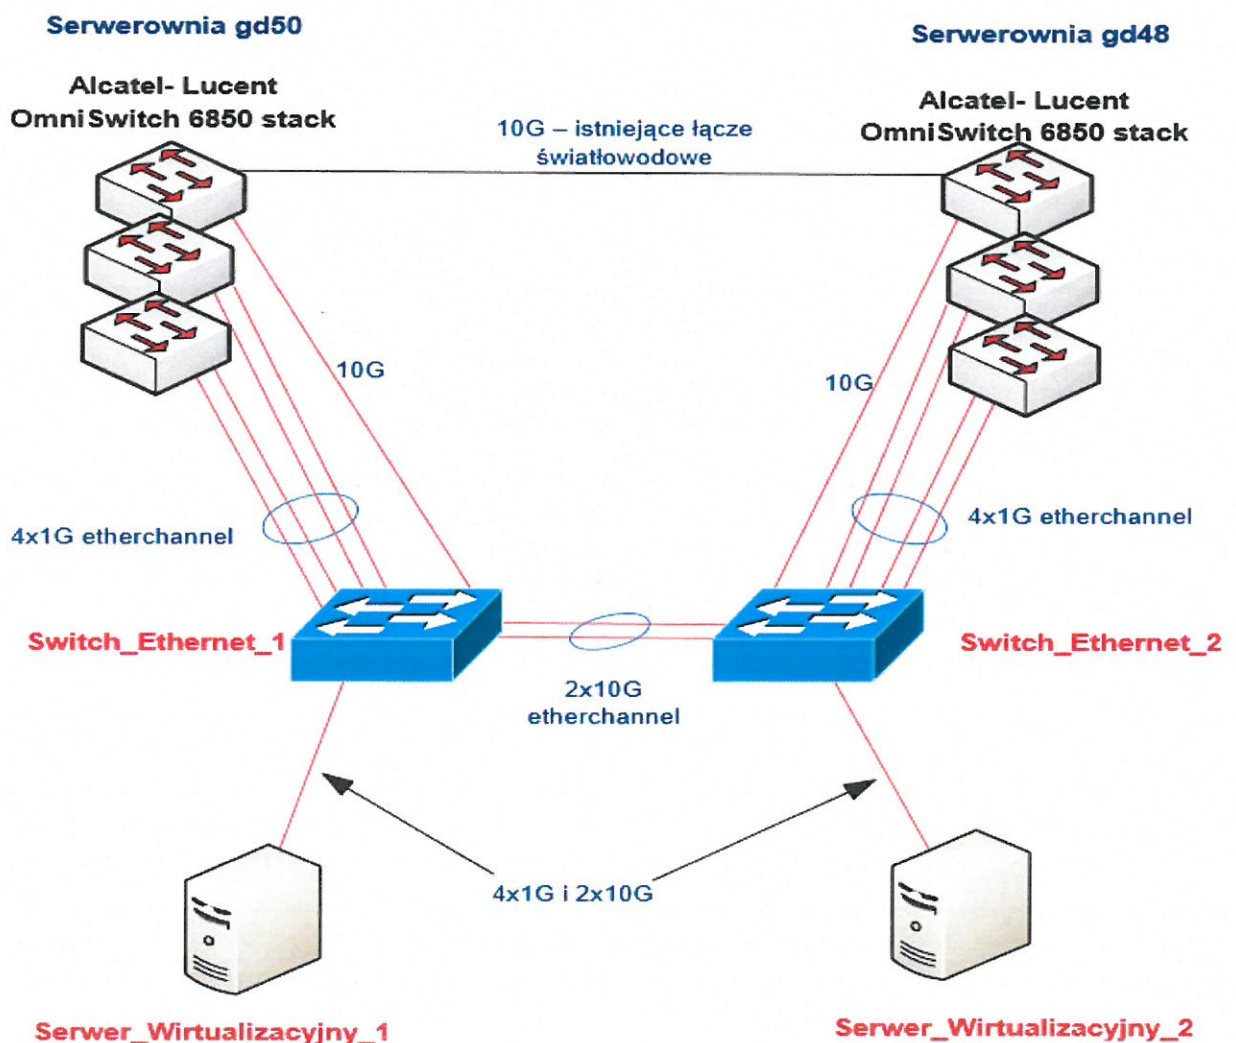 Serwerownia gd50
Serwerownia gd48
Alcatel- Lucent
OmniSwitch 6850 stack
Alcatel- Lucent
OmniSwitch 6850 stack
10G – istniejące łącze
światłowodowe
10G
10G
4x1G etherchannel
4x1G etherchannel
Switch_Ethernet_1
Switch_Ethernet_2
2x10G
etherchannel
4x1G i 2x10G
Serwer_Wirtualizacyjny_1
Serwer_Wirtualizacyjny_2